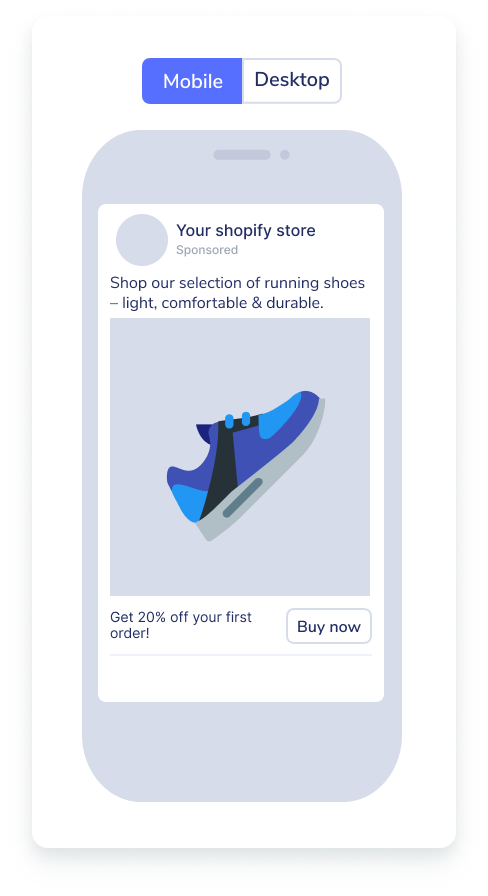 Mobile
Desktop
Your shopify store
Sponsored
Shop our selection of running shoes
– light, comfortable & durable.
Get 20% off your first
order!
Buy now